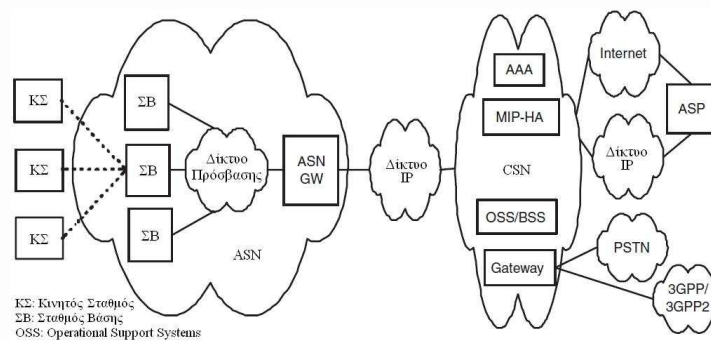 ΚΣ
ΚΣ
ΚΣ
ΣΒ
ΣΒ
ΣΒ
Δίκτυο
Πρόσβασης
ASN
GW
ASN
Δίκτυο
IP
AAA
MIP-HA
CSN
OSS/BSS
Gateway
Internet
Δίκτυο
IP
ASP
PSTN
3GPP/
3GPP2
ΚΣ: Κινητός Σταθμός
ΣΒ: Σταθμός Βάσης
OSS: Operational Support Systems